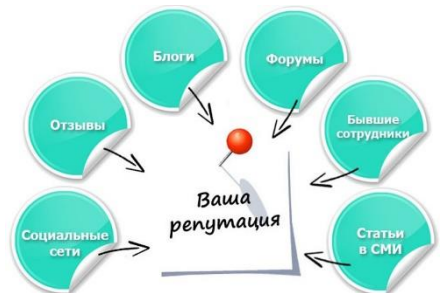 Блоги
Форумы
Отзывы
Бывшие
сотрудники
Ваша
репутация
Социальные
сети
Статьи
в СМИ